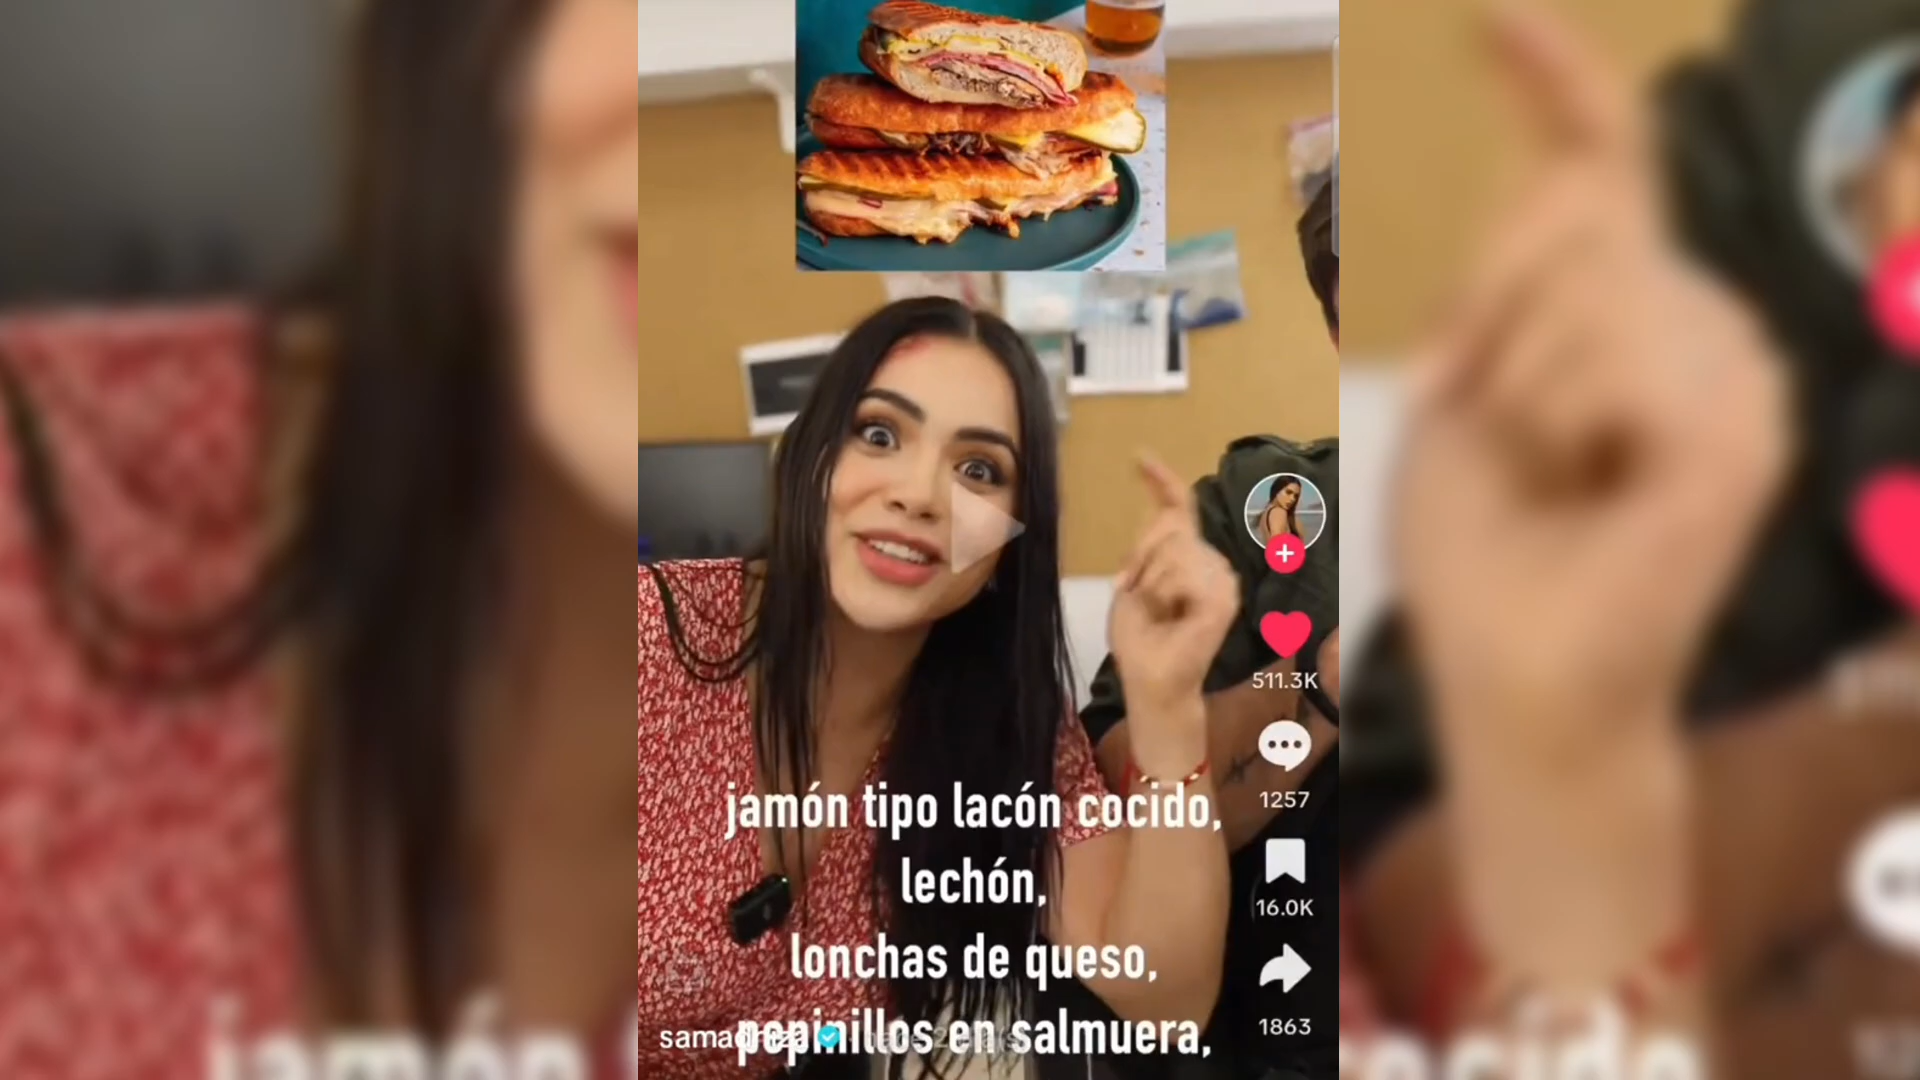 511.3K
1257
16.0K
1863
jamón tipo lacón cocido,
lechón,
lonchas de queso,
pepinillos en salmuera,